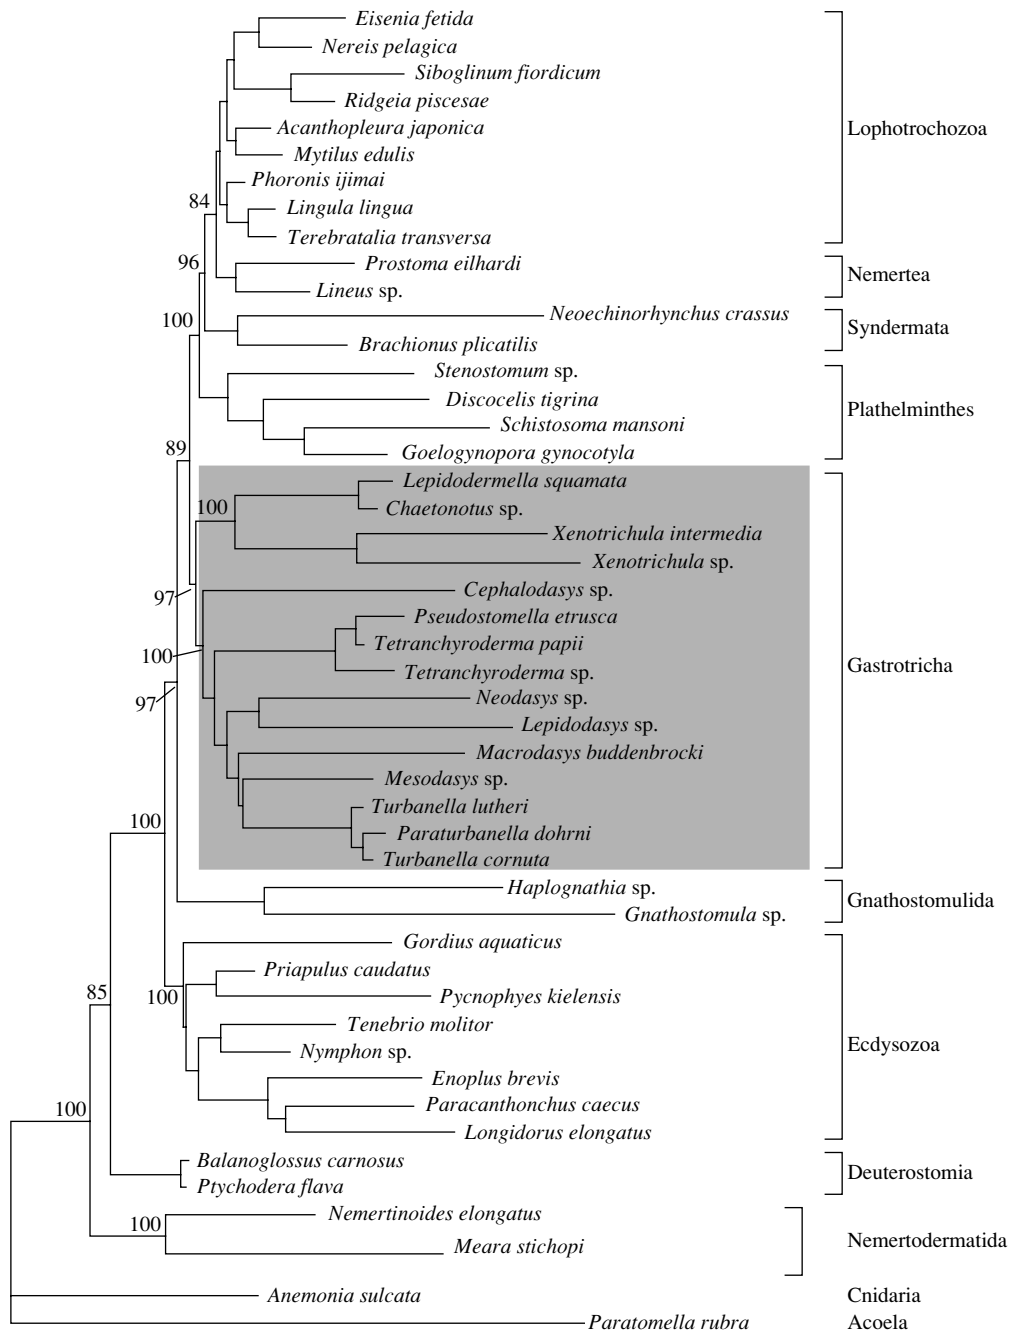 Eisenia fetida
Nereis pelagica
Siboglinum fiordicum
Ridgeia piscesae
Acanthopleura japonica
Lophotrochozoa
Mytilus edulis
Phoronis ijimai
84
Lingula lingua
Terebratalia transversa
96
Prostoma eilhardi
Nemertea
Lineus sp.
Neoechinorhynchus crassus
100
Syndermata
Brachionus plicatilis
Stenostomum sp.
Discocelis tigrina
Plathelminthes
Schistosoma mansoni
89
Goelogynopora gynocotyla
Lepidodermella squamata
100
Chaetonotus sp.
Xenotrichula intermedia
Xenotrichula sp.
Cephalodasys sp.
97
Pseudostomella etrusca
Tetranchyroderma papii
100
Gastrotricha
Tetranchyroderma sp.
97
Neodasys sp.
Lepidodasys sp.
Macrodasys buddenbrocki
Mesodasys sp.
Turbanella lutheri
100
Paraturbanella dohrni
Turbanella cornuta
Haplognathia sp.
Gnathostomulida
Gnathostomula sp.
Gordius aquaticus
Priapulus caudatus
85
100
Pycnophyes kielensis
Tenebrio molitor
Ecdysozoa
Nymphon sp.
Enoplus brevis
100
Paracanthonchus caecus
Longidorus elongatus
Balanoglossus carnosus
Deuterostomia
Ptychodera flava
Nemertinoides elongatus
100
Nemertodermatida
Meara stichopi
Anemonia sulcata
Cnidaria
Paratomella rubra
Acoela